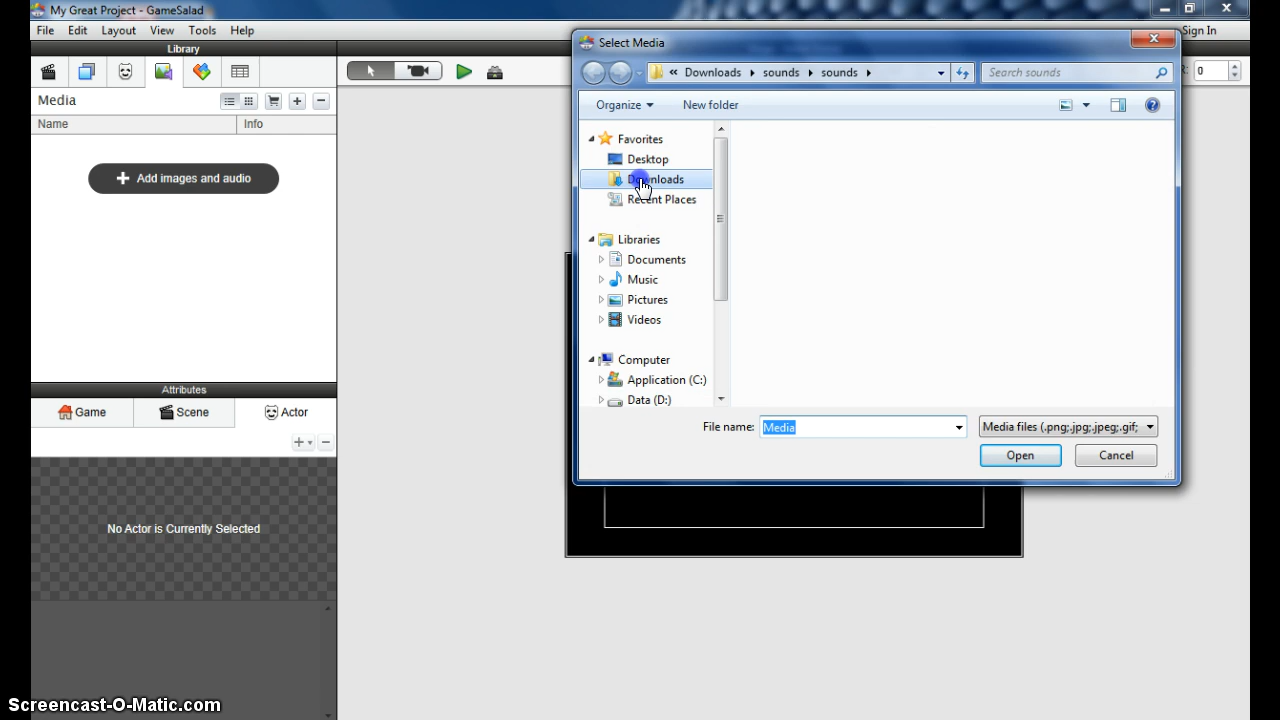 My Great Project - GameSalad
File Edit Layout View Tools Help
Sign In
Library
Media
Name Info
Add images and audio
Attributes
Game Scene Actor
No Actor is Currently Selected
0
Select Media
« Downloads sounds sounds
Search sounds
Organize New folder
Favorites
Desktop
Downloads
Recent Places
Libraries
Documents
Music
Pictures
Videos
Computer
Application (C:)
Data (D:)
File name: Media
Media files (.png;.jpg;.jpeg;.gif;
Open Cancel
Screencast-O-Matic.com